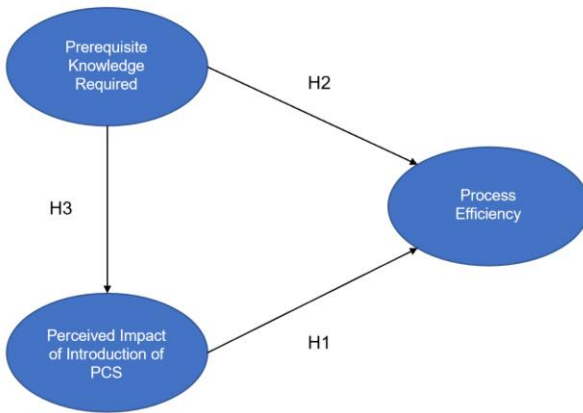 Prerequisite
Knowledge
Required
H2
Process
Efficiency
H3
Perceived Impact
of Introduction of
PCS
H1